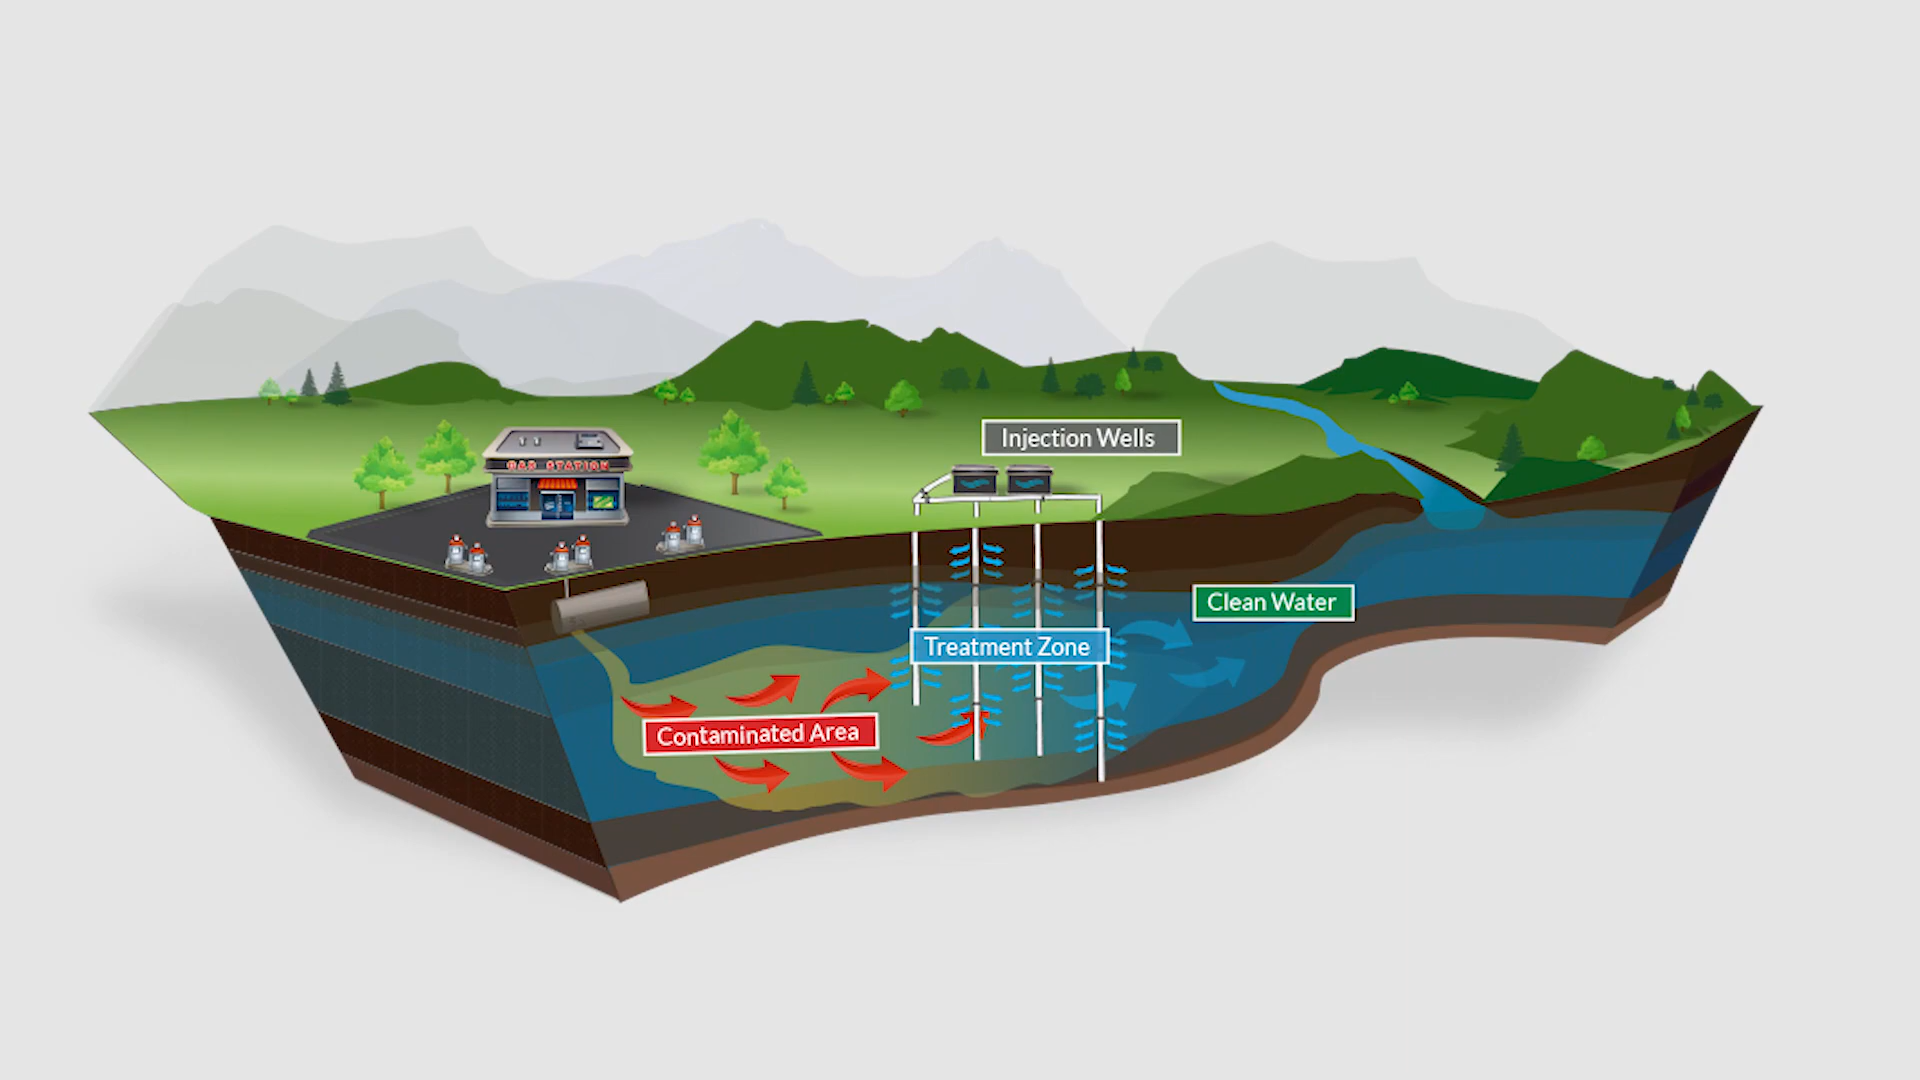 Injection Wells
GAS STATION
Clean Water
Treatment Zone
Contaminated Area